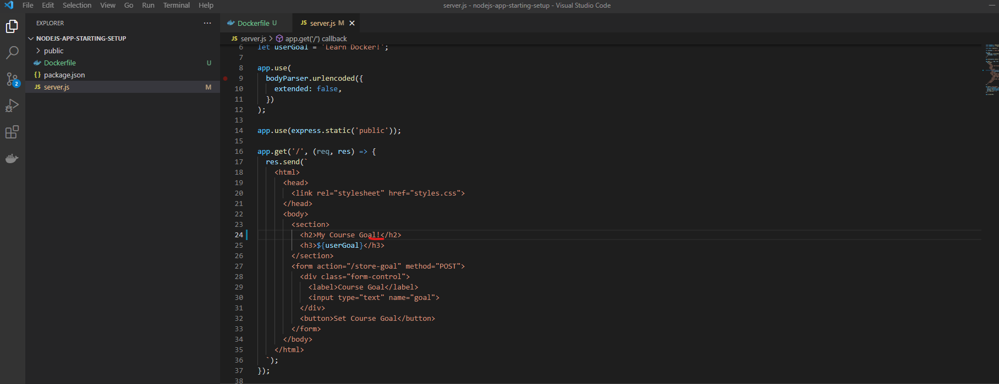 File Edit Selection View Go Run Terminal Help server.js - nodejs-app-starting-setup - Visual Studio Code
EXPLORER ···
NODEJS-APP-STARTING-SETUP
public
Dockerfile U
{} package.json
JS server.js M
2
Dockerfile U JS server.js M
JS server.js > app.get('/') callback
6 let userGoal = 'Learn Docker!';
7
8 app.use(
9 bodyParser.urlencoded({
10 extended: false,
11 })
12 );
13
14 app.use(express.static('public'));
15
16 app.get('/', (req, res) => {
17 res.send(`
18 <html>
19 <head>
20 <link rel="stylesheet" href="styles.css">
21 </head>
22 <body>
23 <section>
24 <h2>My Course Goal!</h2>
25 <h3>${userGoal}</h3>
26 </section>
27 <form action="/store-goal" method="POST">
28 <div class="form-control">
29 <label>Course Goal</label>
30 <input type="text" name="goal">
31 </div>
32 <button>Set Course Goal</button>
33 </form>
34 </body>
35 </html>
36 `);
37 });
38